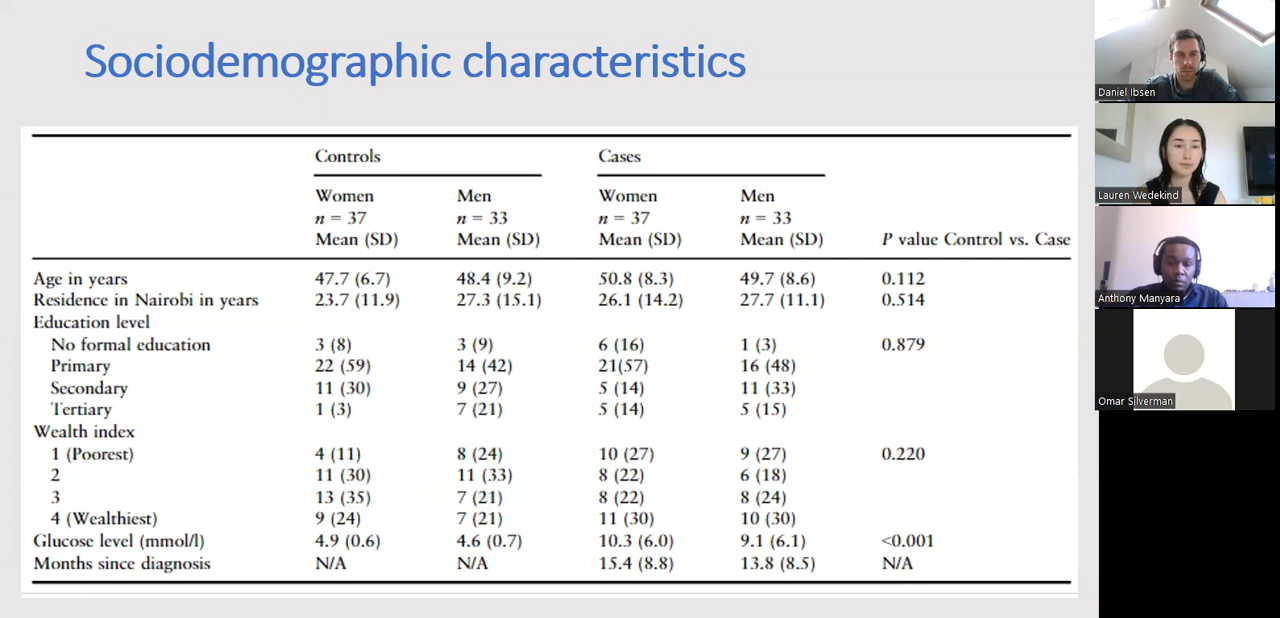 Sociodemographic characteristics
Controls Cases
Women Men Women Men
n = 37 n = 33 n = 37 n = 33
Mean (SD) Mean (SD) Mean (SD) Mean (SD) P value Control vs. Case
Age in years 47.7 (6.7) 48.4 (9.2) 50.8 (8.3) 49.7 (8.6) 0.112
Residence in Nairobi in years 23.7 (11.9) 27.3 (15.1) 26.1 (14.2) 27.7 (11.1) 0.514
Education level
No formal education 3 (8) 3 (9) 6 (16) 1 (3) 0.879
Primary 22 (59) 14 (42) 21(57) 16 (48)
Secondary 11 (30) 9 (27) 5 (14) 11 (33)
Tertiary 1 (3) 7 (21) 5 (14) 5 (15)
Wealth index
1 (Poorest) 4 (11) 8 (24) 10 (27) 9 (27) 0.220
2 11 (30) 11 (33) 8 (22) 6 (18)
3 13 (35) 7 (21) 8 (22) 8 (24)
4 (Wealthiest) 9 (24) 7 (21) 11 (30) 10 (30)
Glucose level (mmol/l) 4.9 (0.6) 4.6 (0.7) 10.3 (6.0) 9.1 (6.1) <0.001
Months since diagnosis N/A N/A 15.4 (8.8) 13.8 (8.5) N/A
Daniel Ibsen
Lauren Wedekind
Anthony Manyara
Omar Silverman